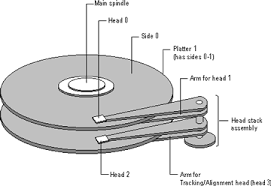 Main spindle
Head 0
Side 0
Platter 1
(has sides 0-1)
Arm for head 1
Head stack
assembly
Head 2
Arm for
Tracking/Alignment head (head 3)